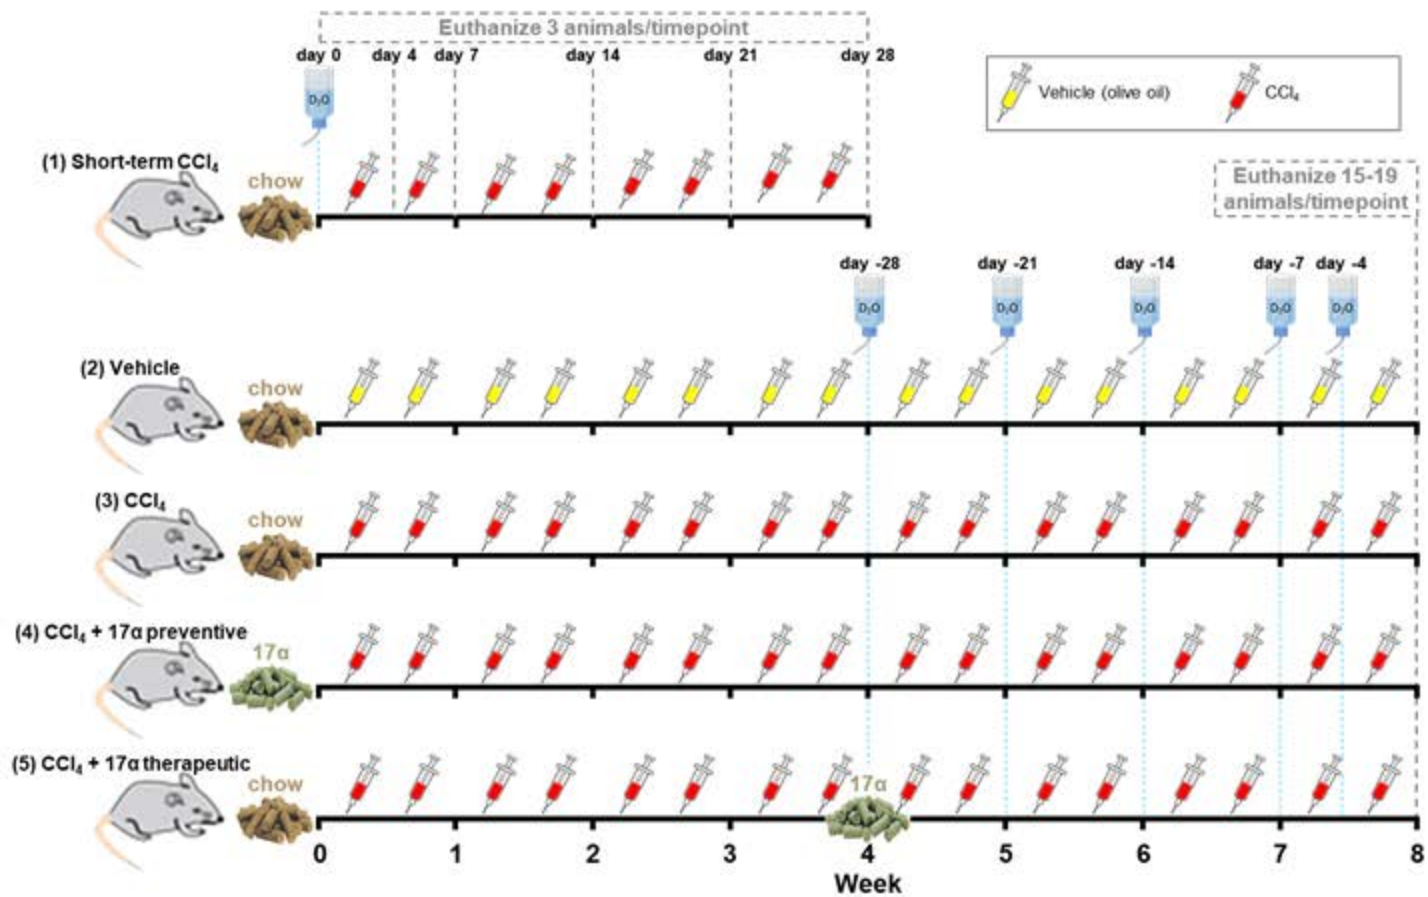 Euthanize 3 animals/timepoint
day 0 day 4 day 7 day 14 day 21 day 28
D₂O
Vehicle (olive oil) CCl₄
(1) Short-term CCl₄
chow
Euthanize 15-19
animals/timepoint
day -28 day -21 day -14 day -7 day -4
D₂O D₂O D₂O D₂O D₂O
(2) Vehicle
chow
(3) CCl₄
chow
(4) CCl₄ + 17α preventive
17α
(5) CCl₄ + 17α therapeutic
chow 17α
0 1 2 3 4 5 6 7 8
Week